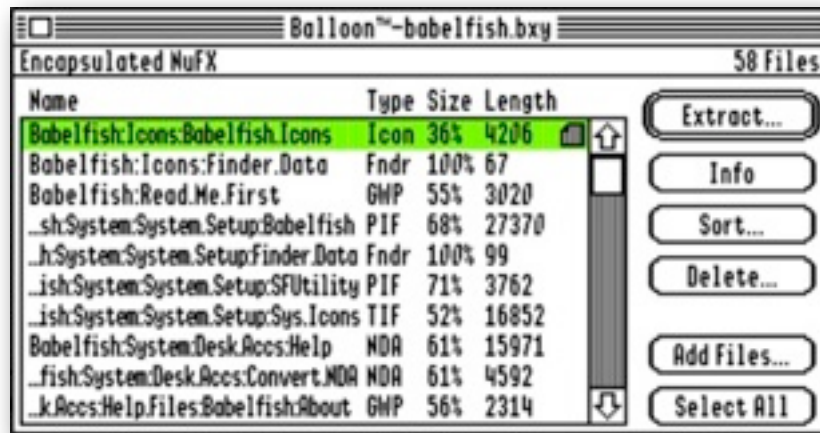 Balloon™-babelfish.bxy
Encapsulated NuFX 58 Files
Name Type Size Length
Babelfish:Icons:Babelfish.Icons Icon 36% 4206
Babelfish:Icons:Finder.Data Fndr 100% 67
Babelfish:Read.Me.First GWP 55% 3020
…sh:System:System.Setup:Babelfish PIF 68% 27370
…h:System:System.Setup:Finder.Data Fndr 100% 99
…ish:System:System.Setup:SFUtility PIF 71% 3762
…ish:System:System.Setup:Sys.Icons TIF 52% 16852
Babelfish:System:Desk.Accs:Help NDA 61% 15971
…fish:System:Desk.Accs:Convert.NDA NDA 61% 4592
…k.Accs:Help.Files:Babelfish:About GWP 56% 2314
Extract...
Info
Sort...
Delete...
Add Files...
Select All